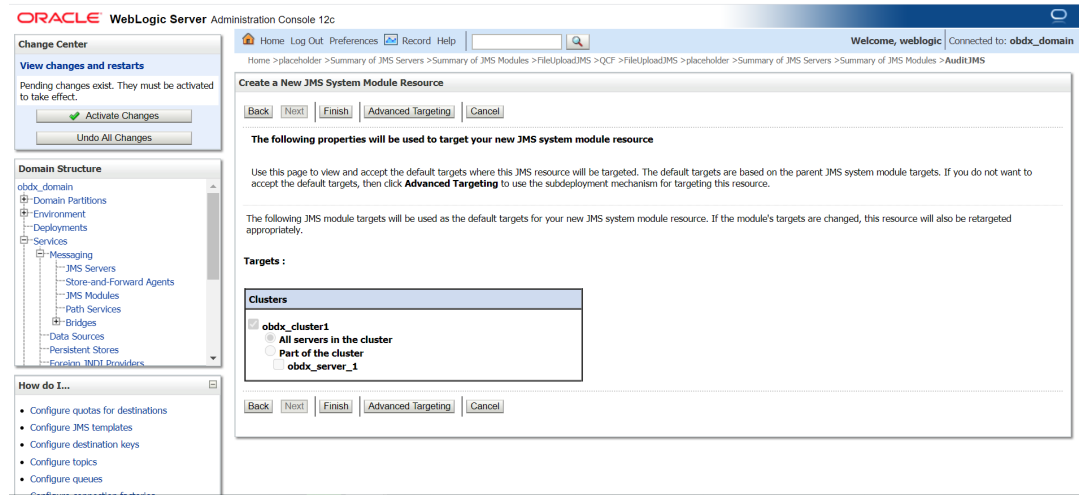 ORACLE WebLogic Server Administration Console 12c
Change Center
View changes and restarts
Pending changes exist. They must be activated
to take effect.
Activate Changes
Undo All Changes
Domain Structure
obdx_domain
Domain Partitions
Environment
Deployments
Services
Messaging
JMS Servers
Store-and-Forward Agents
JMS Modules
Path Services
Bridges
Data Sources
Persistent Stores
Foreign JNDI Providers
How do I...
Configure quotas for destinations
Configure JMS templates
Configure destination keys
Configure topics
Configure queues
Configure connection factories
Home Log Out Preferences Record Help
Welcome, weblogic Connected to: obdx_domain
Home >placeholder >Summary of JMS Servers >Summary of JMS Modules >FileUploadJMS >QCF >FileUploadJMS >placeholder >Summary of JMS Servers >Summary of JMS Modules >AuditJMS
Create a New JMS System Module Resource
Back Next Finish Advanced Targeting Cancel
The following properties will be used to target your new JMS system module resource
Use this page to view and accept the default targets where this JMS resource will be targeted. The default targets are based on the parent JMS system module targets. If you do not want to
accept the default targets, then click Advanced Targeting to use the subdeployment mechanism for targeting this resource.
The following JMS module targets will be used as the default targets for your new JMS system module resource. If the module's targets are changed, this resource will also be retargeted
appropriately.
Targets :
Clusters
obdx_cluster1
All servers in the cluster
Part of the cluster
obdx_server_1
Back Next Finish Advanced Targeting Cancel